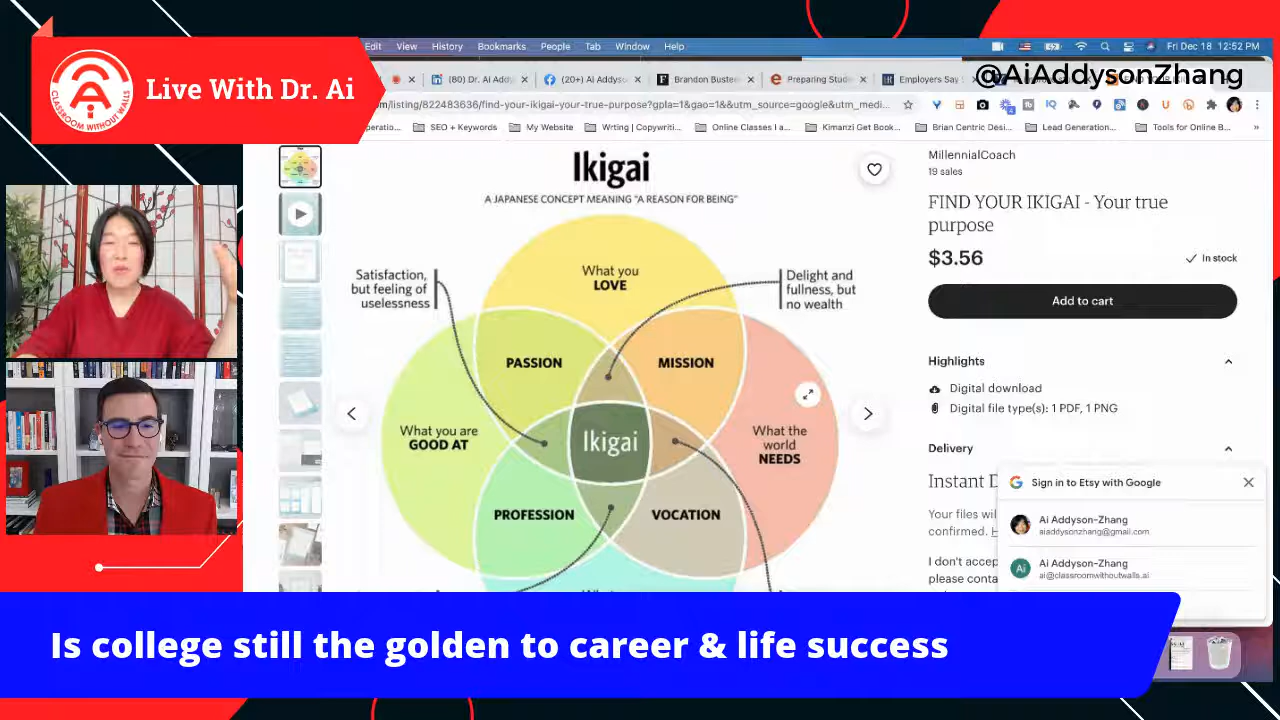 Edit View History Bookmarks People Tab Window Help
Fri Dec 18 12:52 PM
CLASSROOM WITHOUT WALLS
Live With Dr. Ai
@AiAddysonZhang
(80) Dr. Ai Addy
(20+) Ai Addyso
Brandon Bustee
Preparing Stude
Employers Say
om/listing/822483636/find-your-ikigai-your-true-purpose?gpla=1&gao=1&&utm_source=google&utm_medi...
SEO + Keywords
My Website
Wrting | Copywriti...
Online Classes I a...
Kimanzi Get Book...
Brian Centric Desi...
Lead Generation...
Tools for Online B...
»
Ikigai
A JAPANESE CONCEPT MEANING "A REASON FOR BEING"
Satisfaction,
but feeling of
uselessness
What you
LOVE
Delight and
fullness, but
no wealth
PASSION
MISSION
What you are
GOOD AT
Ikigai
What the
world
NEEDS
PROFESSION
VOCATION
MillennialCoach
19 sales
FIND YOUR IKIGAI - Your true
purpose
$3.56
In stock
Add to cart
Highlights
Digital download
Digital file type(s): 1 PDF, 1 PNG
Delivery
Instant D
Your files wil
confirmed. H
I don't accep
please conta
Sign in to Etsy with Google
Ai Addyson-Zhang
aiaddysonzhang@gmail.com
Ai
Ai Addyson-Zhang
ai@classroomwithoutwalls.ai
Is college still the golden to career & life success